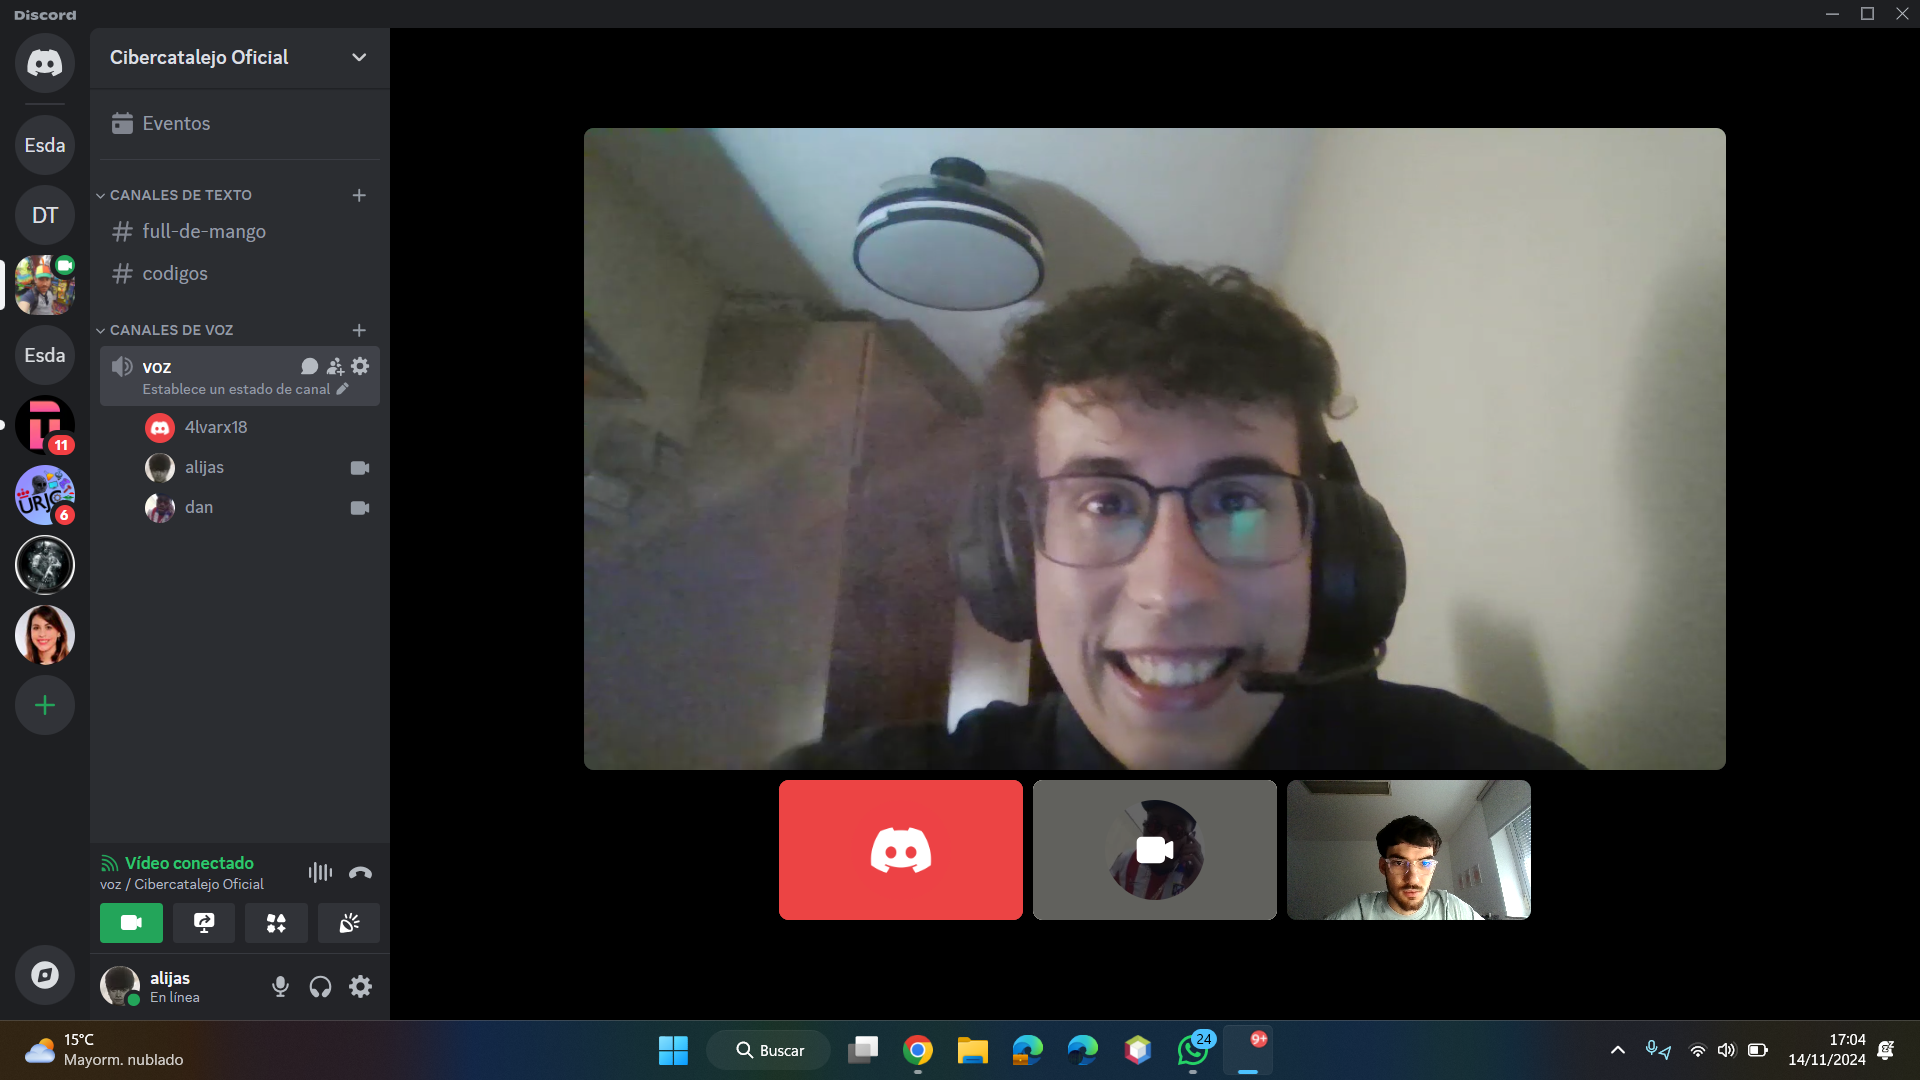 Discord
Cibercatalejo Oficial
Eventos
Esda
CANALES DE TEXTO
DT
full-de-mango
codigos
CANALES DE VOZ
Esda
voz
Establece un estado de canal
4lvarx18
11
alijas
URJC
6
dan
Vídeo conectado
voz / Cibercatalejo Oficial
alijas
En línea
15°C
Mayorm. nublado
Buscar
24
9+
17:04
14/11/2024